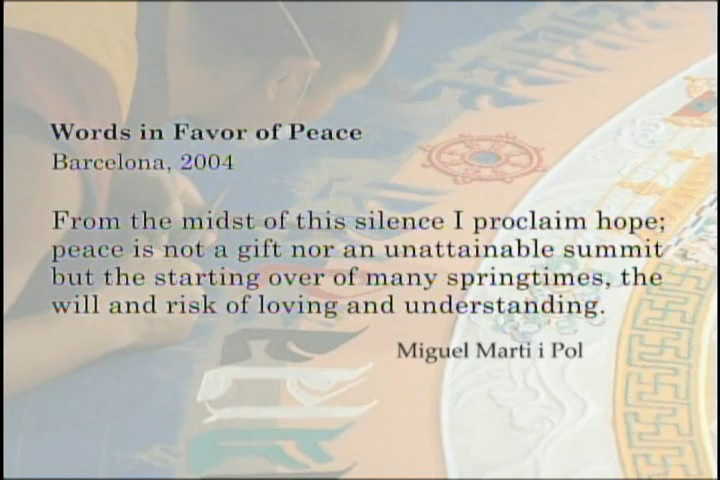 Words in Favor of Peace
Barcelona, 2004
From the midst of this silence I proclaim hope;
peace is not a gift nor an unattainable summit
but the starting over of many springtimes, the
will and risk of loving and understanding.
Miguel Marti i Pol